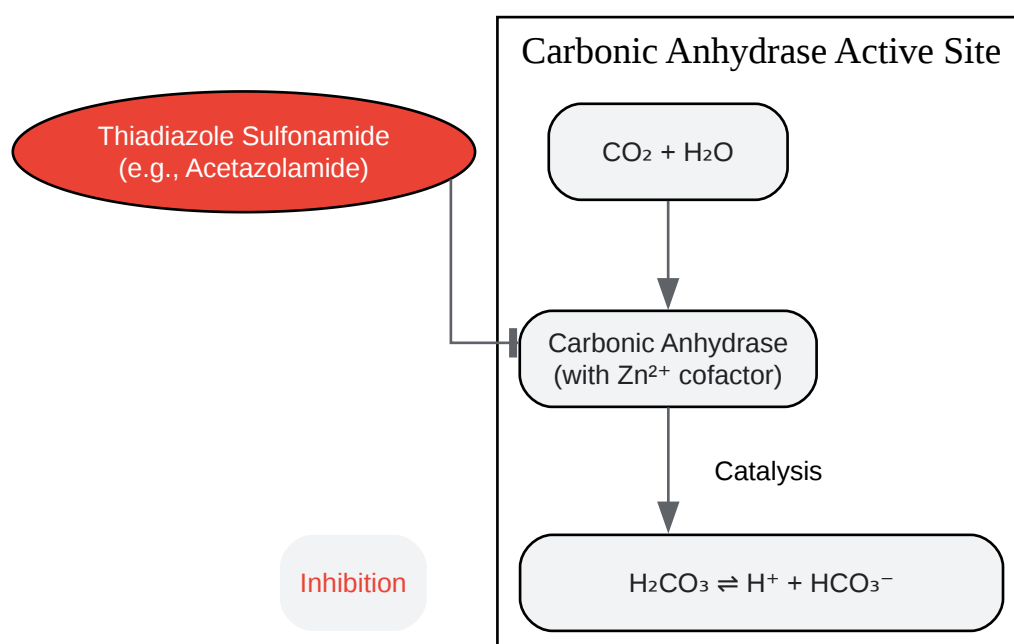 Carbonic Anhydrase Active Site
Thiadiazole Sulfonamide
(e.g., Acetazolamide)
CO₂ + H₂O
Carbonic Anhydrase
(with Zn²⁺ cofactor)
Catalysis
Inhibition
H₂CO₃ ⇌ H⁺ + HCO₃⁻